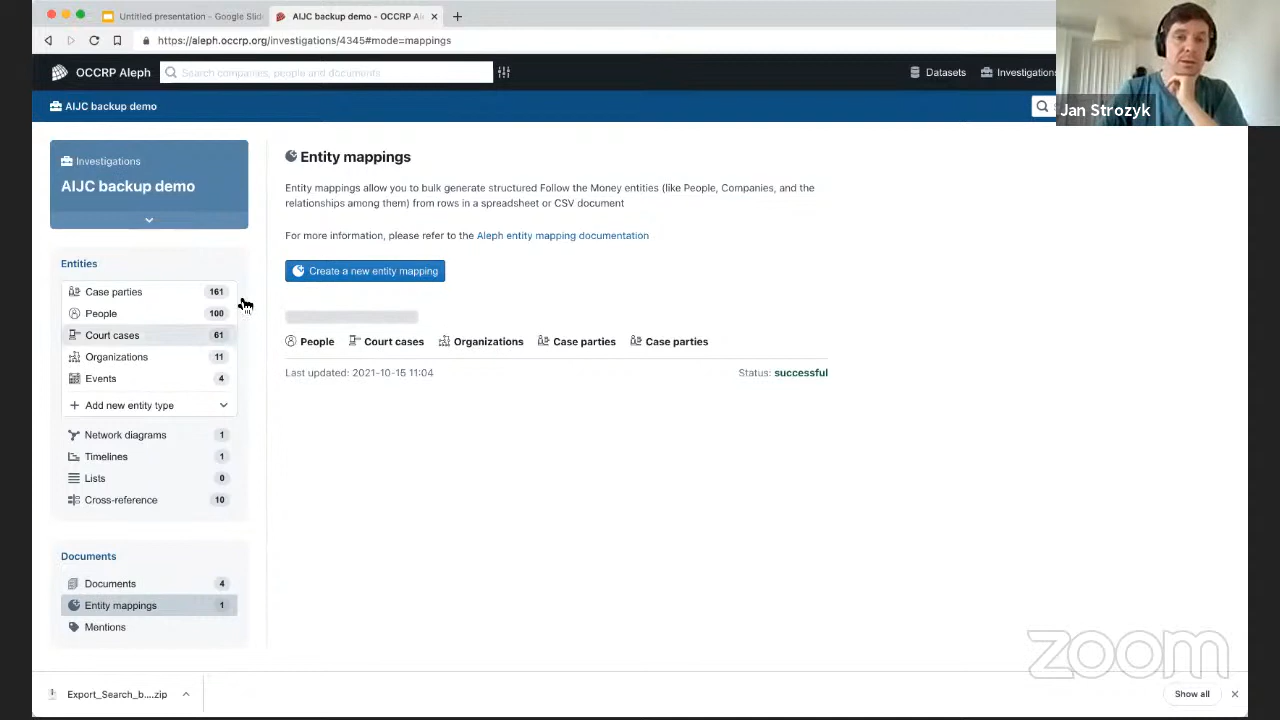 Untitled presentation - Google Slid
AIJC backup demo - OCCRP Al
https://aleph.occrp.org/investigations/4345#mode=mappings
OCCRP Aleph
Search companies, people and documents
Datasets
Investigations
AIJC backup demo
Jan Strozyk
Investigations
AIJC backup demo
Entities
Case parties 161
People 100
Court cases 61
Organizations 11
Events 4
Add new entity type
Network diagrams 1
Timelines 1
Lists 0
Cross-reference 10
Documents
Documents 4
Entity mappings 1
Mentions
Entity mappings
Entity mappings allow you to bulk generate structured Follow the Money entities (like People, Companies, and the
relationships among them) from rows in a spreadsheet or CSV document
For more information, please refer to the Aleph entity mapping documentation
Create a new entity mapping
People Court cases Organizations Case parties Case parties
Last updated: 2021-10-15 11:04 Status: successful
zoom
Export_Search_b....zip
Show all